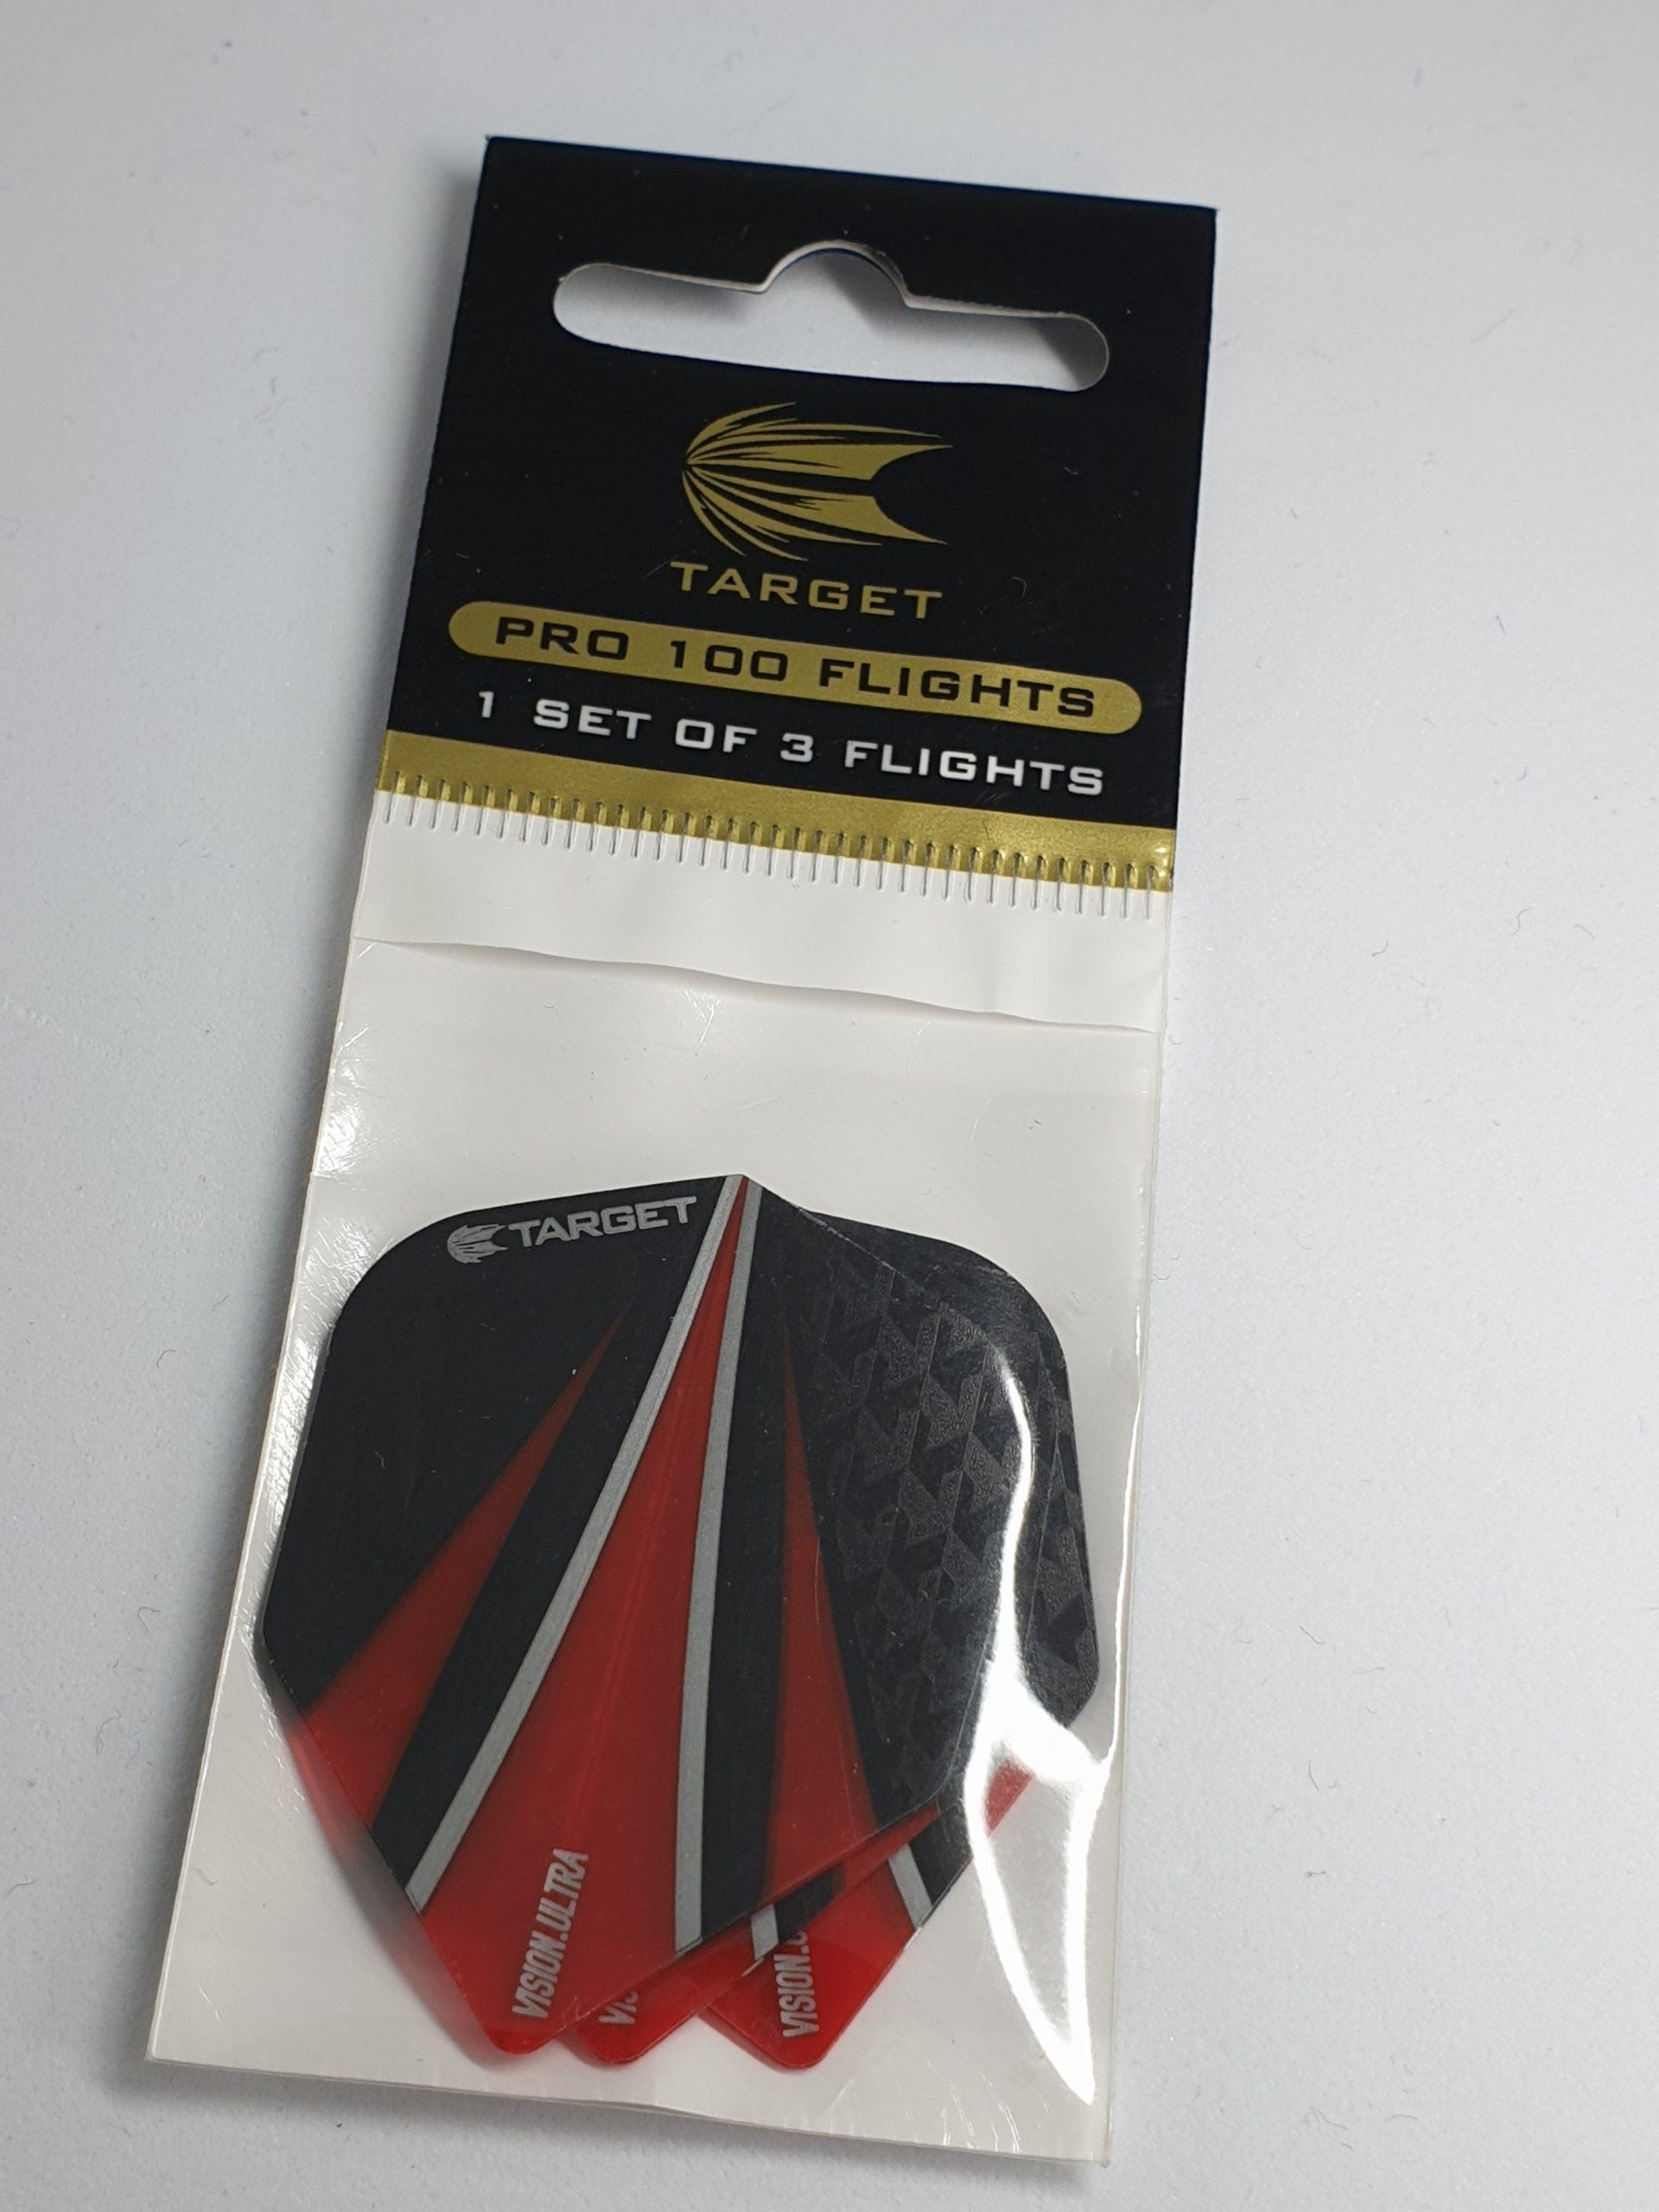 TARGET
PRO 100 FLIGHTS
1 SET OF 3 FLIGHTS
TARGET
VISION.ULTRA